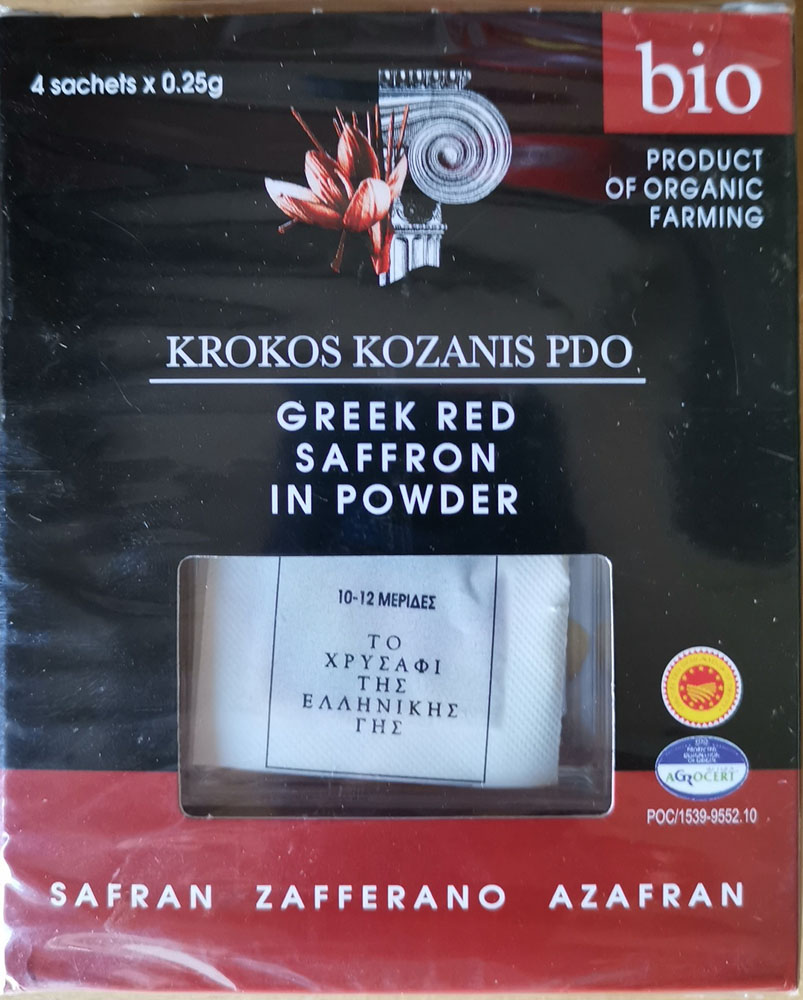 4 sachets x 0.25g
bio
PRODUCT
OF ORGANIC
FARMING
KROKOS KOZANIS PDO
GREEK RED
SAFFRON
IN POWDER
10-12 ΜΕΡΙΔΕΣ
ΤΟ
ΧΡΥΣΑΦΙ
ΤΗΣ
ΕΛΛΗΝΙΚΗΣ
ΓΗΣ
AGROCERT
POC/1539-9552.10
SAFRAN ZAFFERANO AZAFRAN